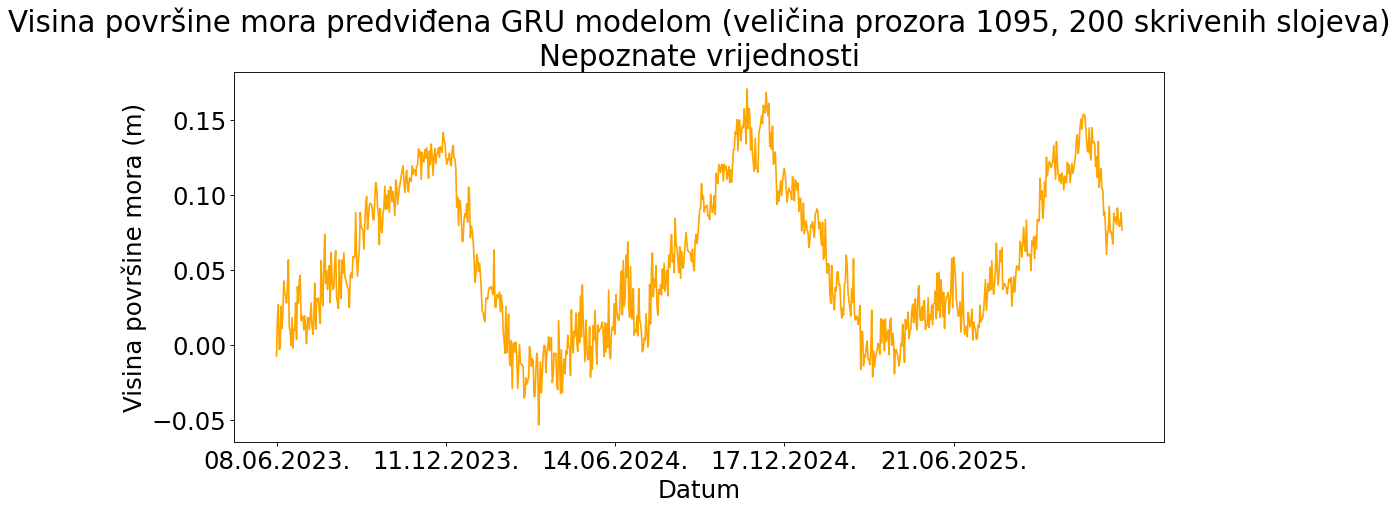 Visina površine mora predviđena GRU modelom (veličina prozora 1095, 200 skrivenih slojeva)
Nepoznate vrijednosti
Visina površine mora (m)
0.15
0.10
0.05
0.00
−0.05
08.06.2023. 11.12.2023. 14.06.2024. 17.12.2024. 21.06.2025.
Datum